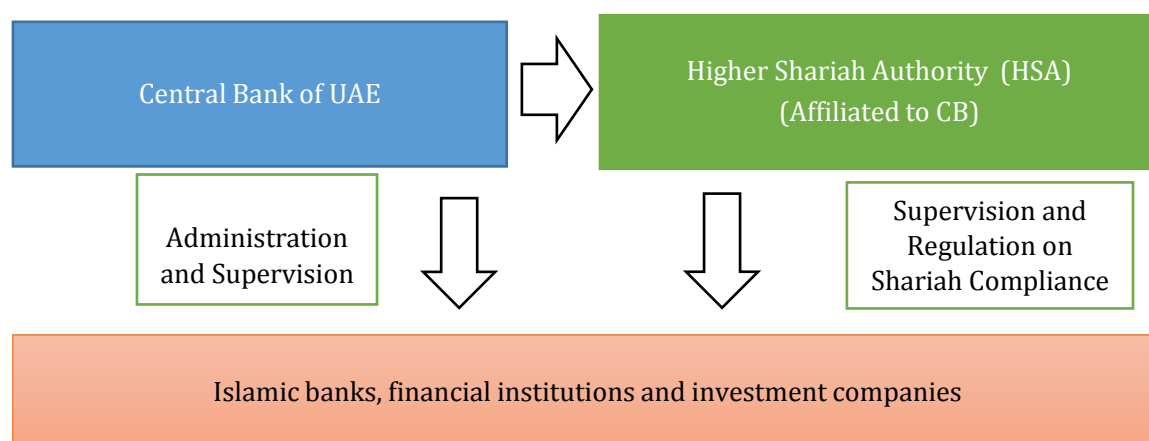 Central Bank of UAE
Higher Shariah Authority (HSA)
(Affiliated to CB)
Administration
and Supervision
Supervision and
Regulation on
Shariah Compliance
Islamic banks, financial institutions and investment companies